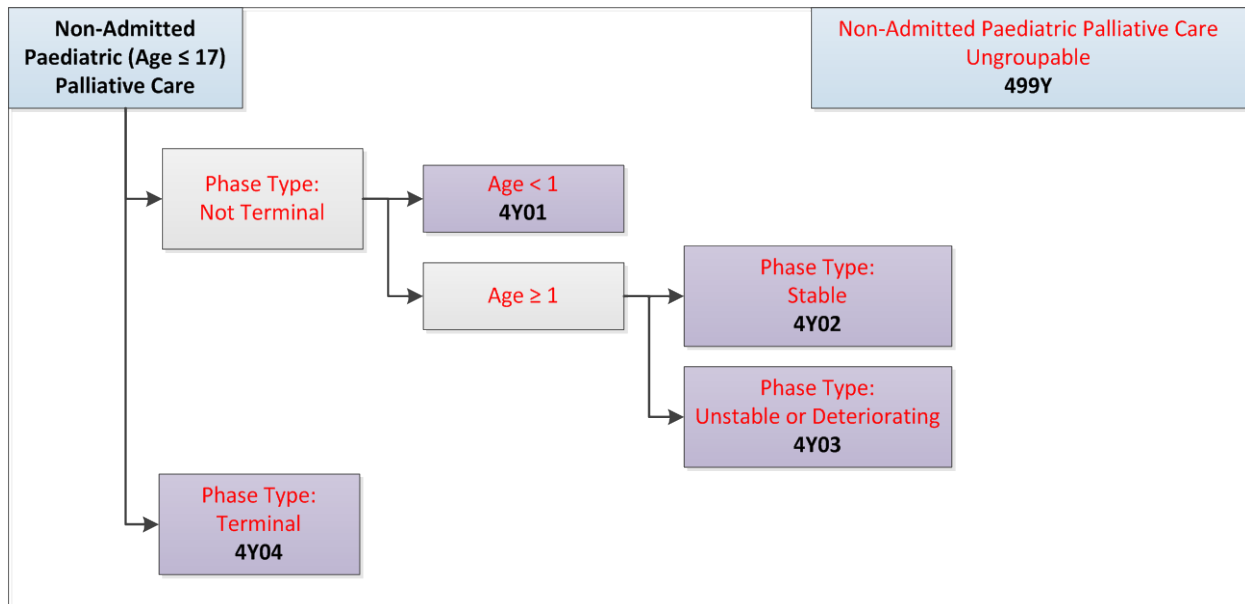 Non-Admitted
Paediatric (Age ≤ 17)
Palliative Care
Non-Admitted Paediatric Palliative Care
Ungroupable
499Y
Phase Type:
Not Terminal
Age < 1
4Y01
Age ≥ 1
Phase Type:
Stable
4Y02
Phase Type:
Unstable or Deteriorating
4Y03
Phase Type:
Terminal
4Y04